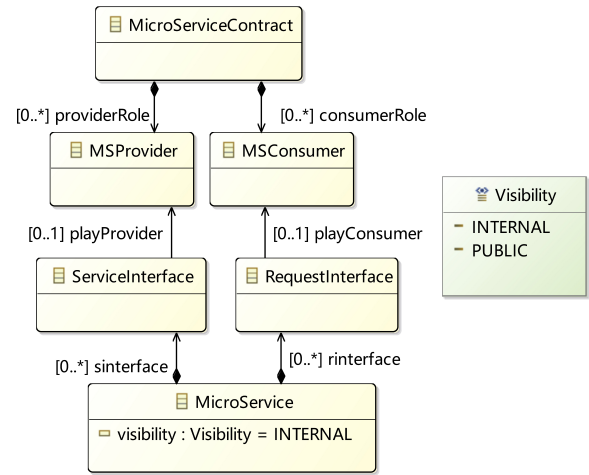 MicroServiceContract
[0..*] providerRole
[0..*] consumerRole
MSProvider
MSConsumer
Visibility
INTERNAL
PUBLIC
[0..1] playProvider
[0..1] playConsumer
ServiceInterface
RequestInterface
[0..*] sinterface
[0..*] rinterface
MicroService
visibility : Visibility = INTERNAL